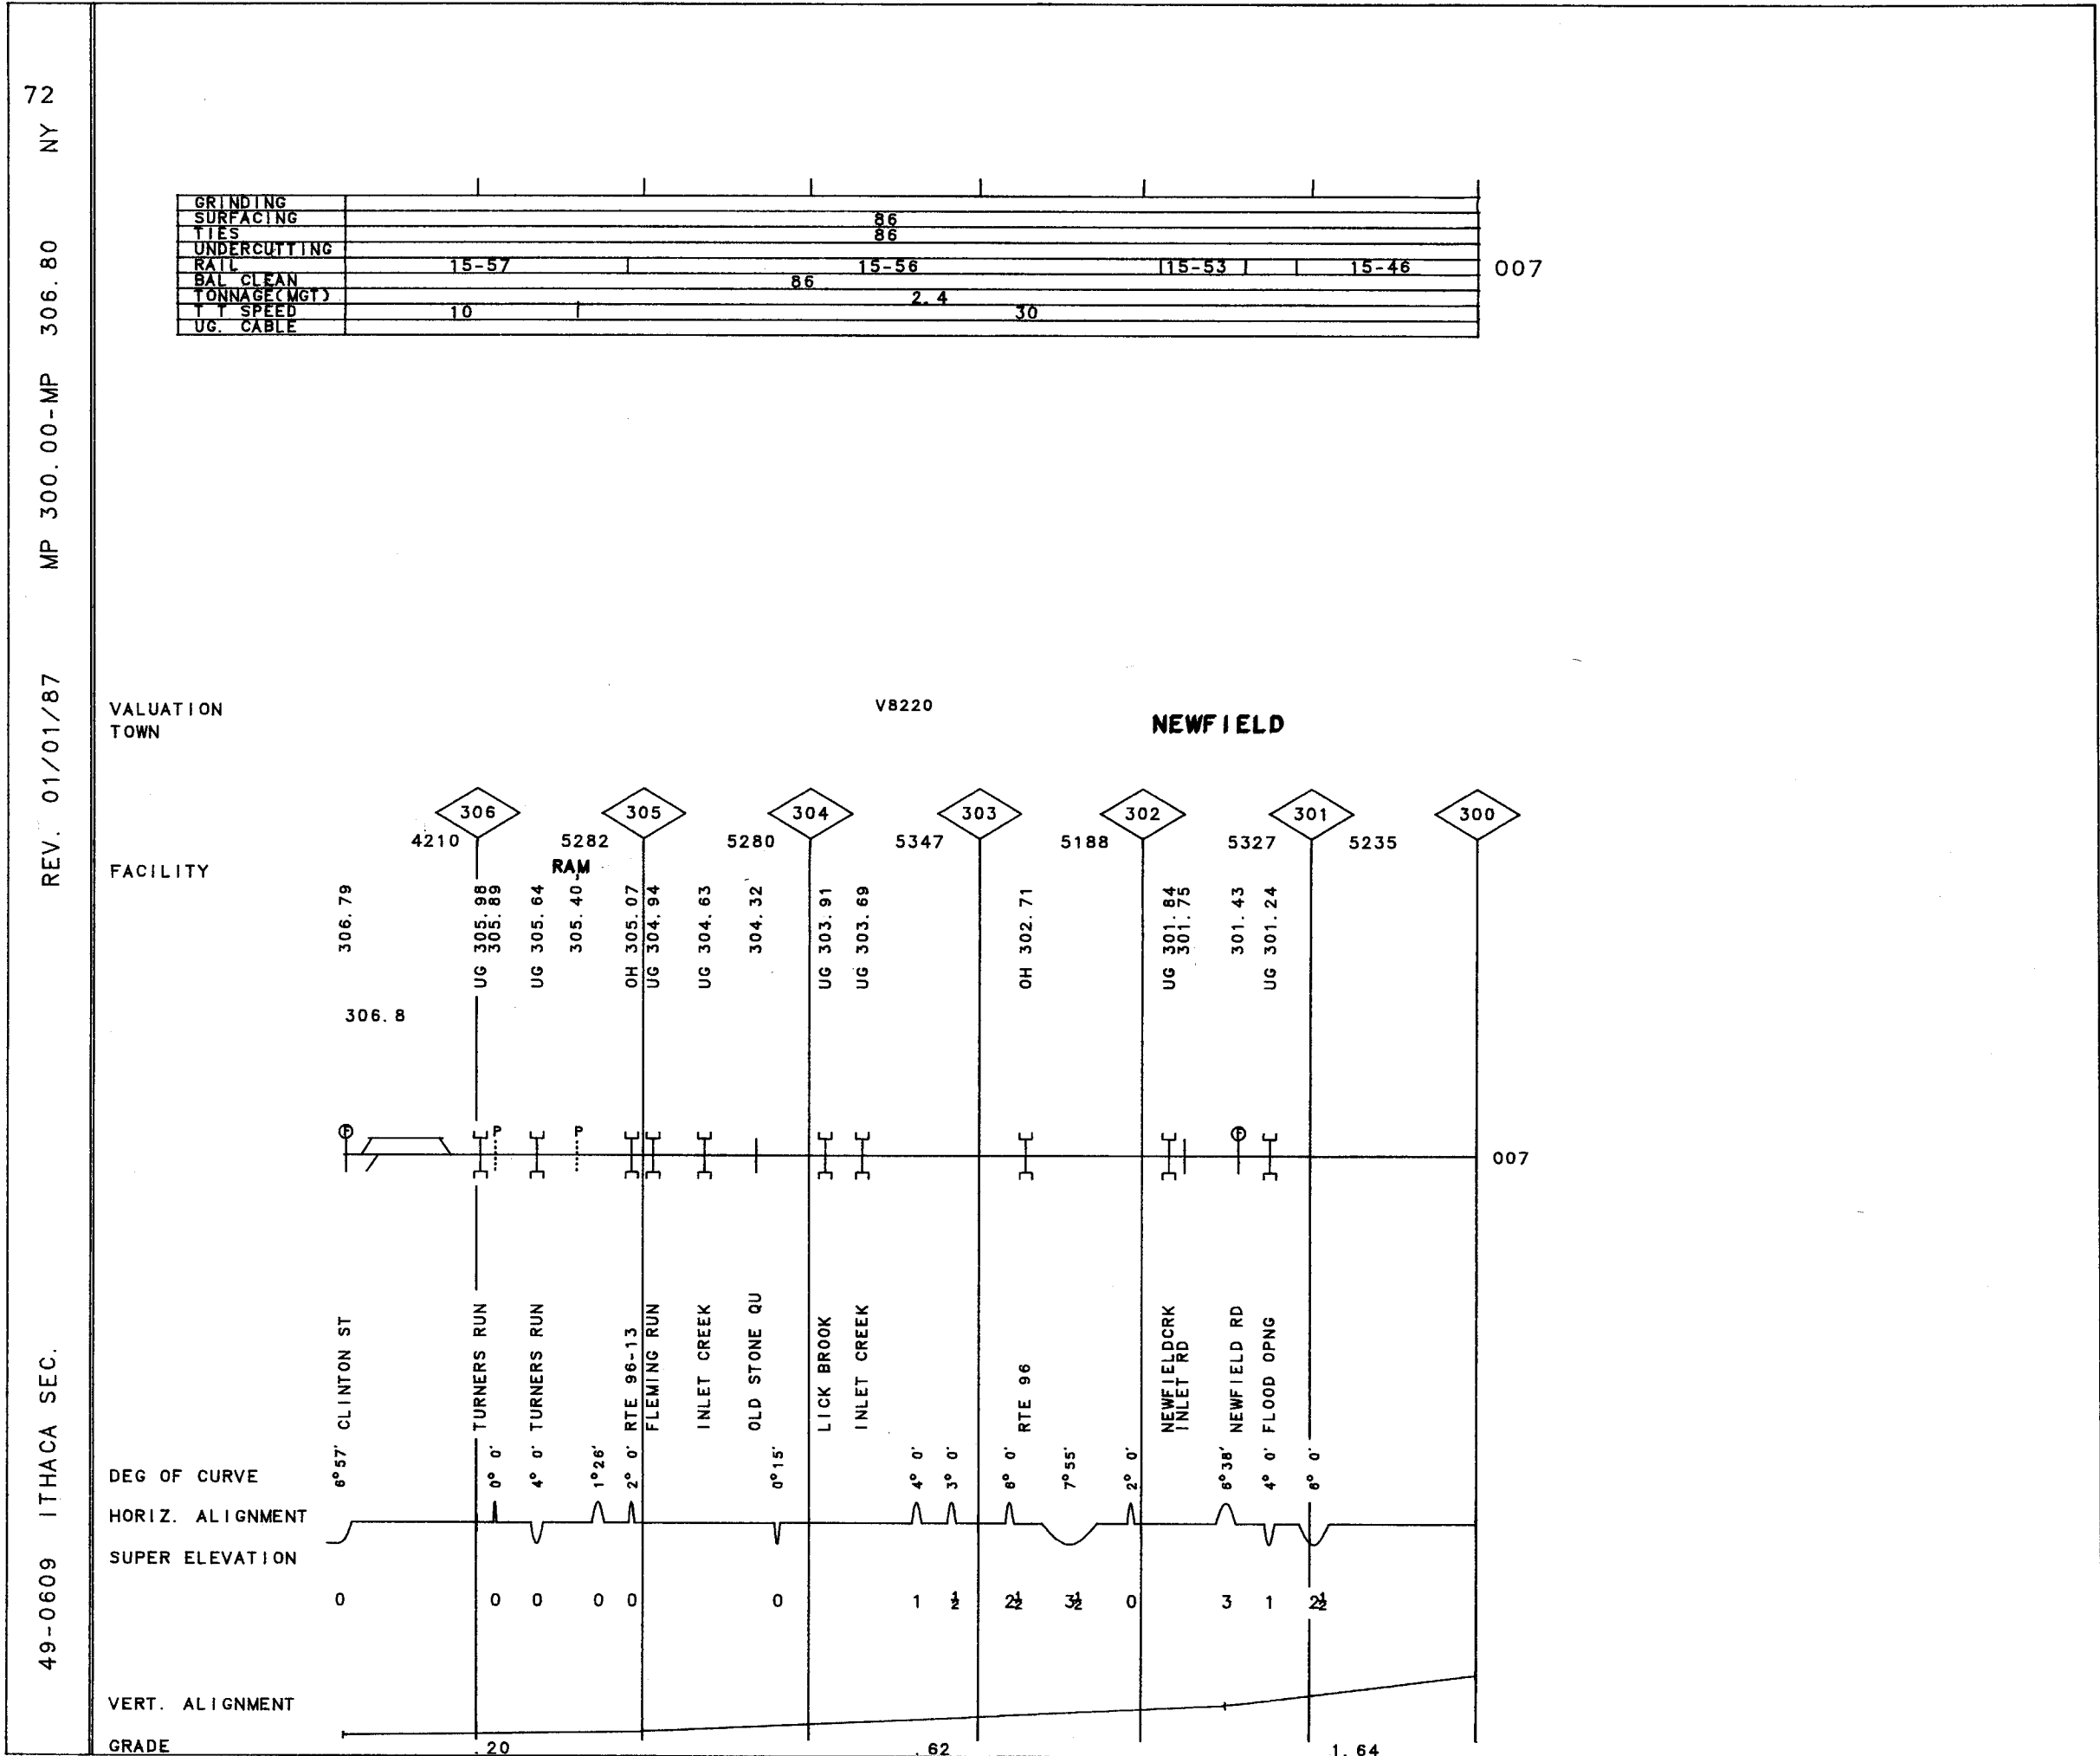 72 NY MP 306.80 MP 300.00-MP REV. 01/01/87 49-0609 ITHACA SEC.
GRINDING
SURFACING 86
TIES 86
UNDERCUTTING
RAIL 15-57 15-56 15-53 15-46 007
BAL CLEAN 86
TONNAGE(MGT) 2.4
T T SPEED 10 30
UG. CABLE
VALUATION V8220
TOWN NEWFIELD
306 305 304 303 302 301 300
4210 5282 5280 5347 5188 5327 5235
FACILITY RAM
306.79
UG 305.98
305.89
UG 305.64
305.40
OH 305.07
UG 304.94
UG 304.63
304.32
UG 303.91
UG 303.69
OH 302.71
UG 301.84
301.75
301.43
UG 301.24
306.8
F P P F
007
CLINTON ST
TURNERS RUN
TURNERS RUN
RTE 96-13
FLEMING RUN
INLET CREEK
OLD STONE QU
LICK BROOK
INLET CREEK
RTE 96
NEWFIELDCRK
INLET RD
NEWFIELD RD
FLOOD OPNG
DEG OF CURVE 6°57' 0° 0' 4° 0' 1°26' 2° 0' 0°15' 4° 0' 3° 0' 6° 0' 7°55' 2° 0' 6°38' 4° 0' 6° 0'
HORIZ. ALIGNMENT
SUPER ELEVATION
0 0 0 0 0 0 1 ½ 2½ 3½ 0 3 1 2½
VERT. ALIGNMENT
GRADE .20 .62 1.64